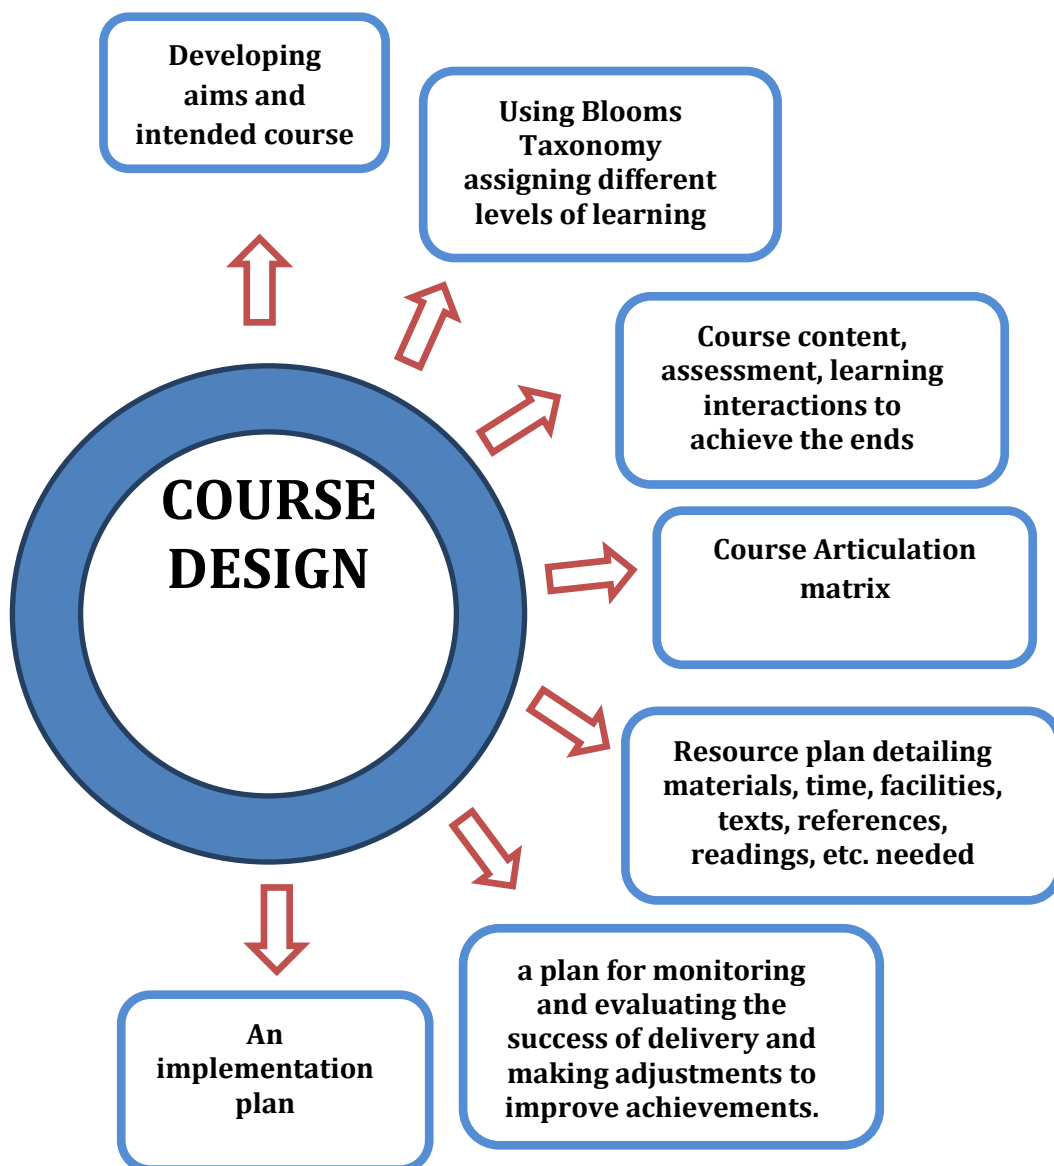 Developing
aims and
intended course
Using Blooms
Taxonomy
assigning different
levels of learning
Course content,
assessment, learning
interactions to
achieve the ends
COURSE
DESIGN
Course Articulation
matrix
Resource plan detailing
materials, time, facilities,
texts, references,
readings, etc. needed
a plan for monitoring
and evaluating the
success of delivery and
making adjustments to
improve achievements.
An
implementation
plan